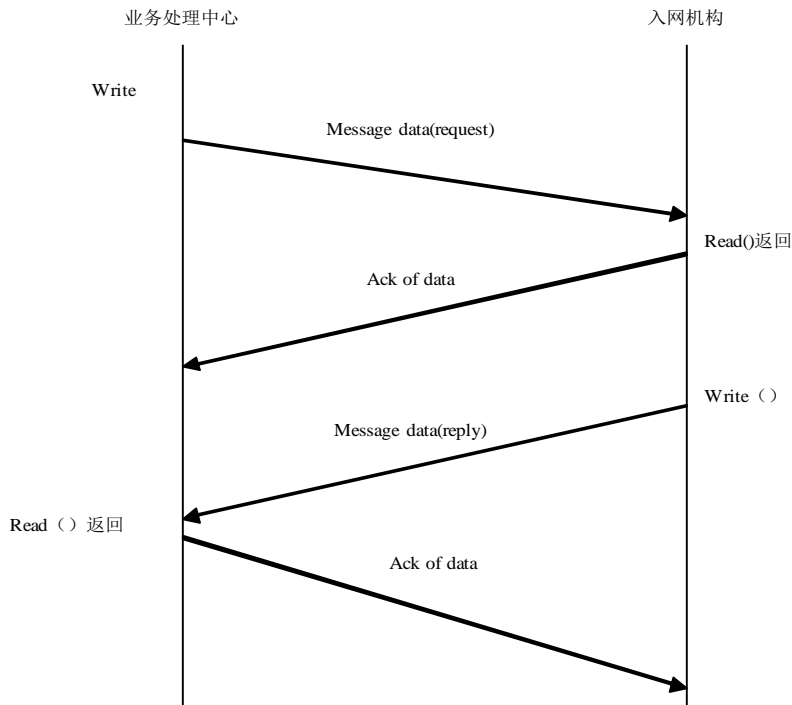 业务处理中心
入网机构
Write
Message data(request)
Read()返回
Ack of data
Write（）
Message data(reply)
Read（）返回
Ack of data